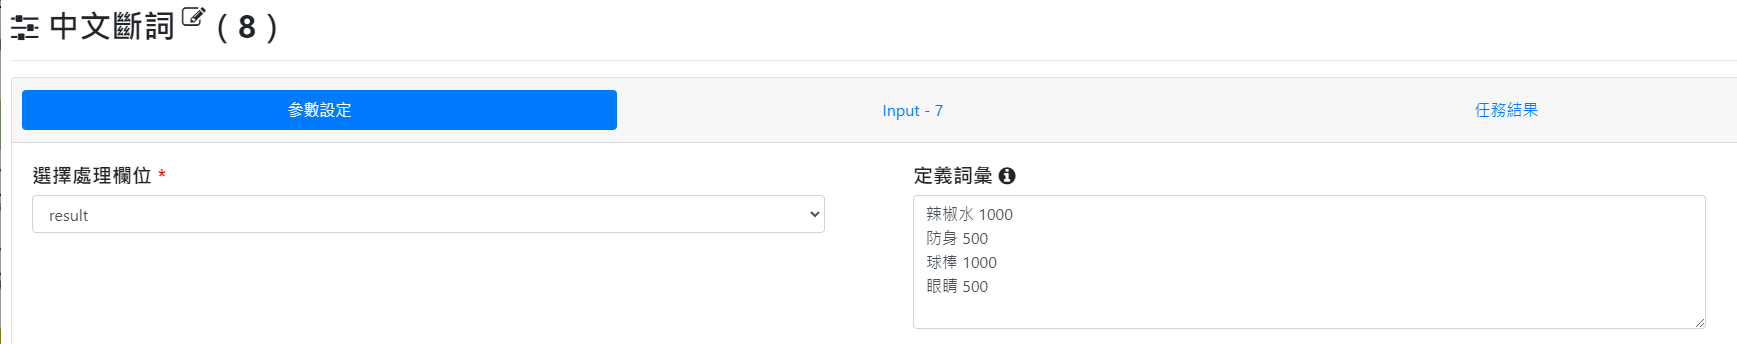 中文斷詞 ( 8 )
參數設定 Input - 7 任務結果
選擇處理欄位 *
result
定義詞彙
辣椒水 1000
防身 500
球棒 1000
眼睛 500